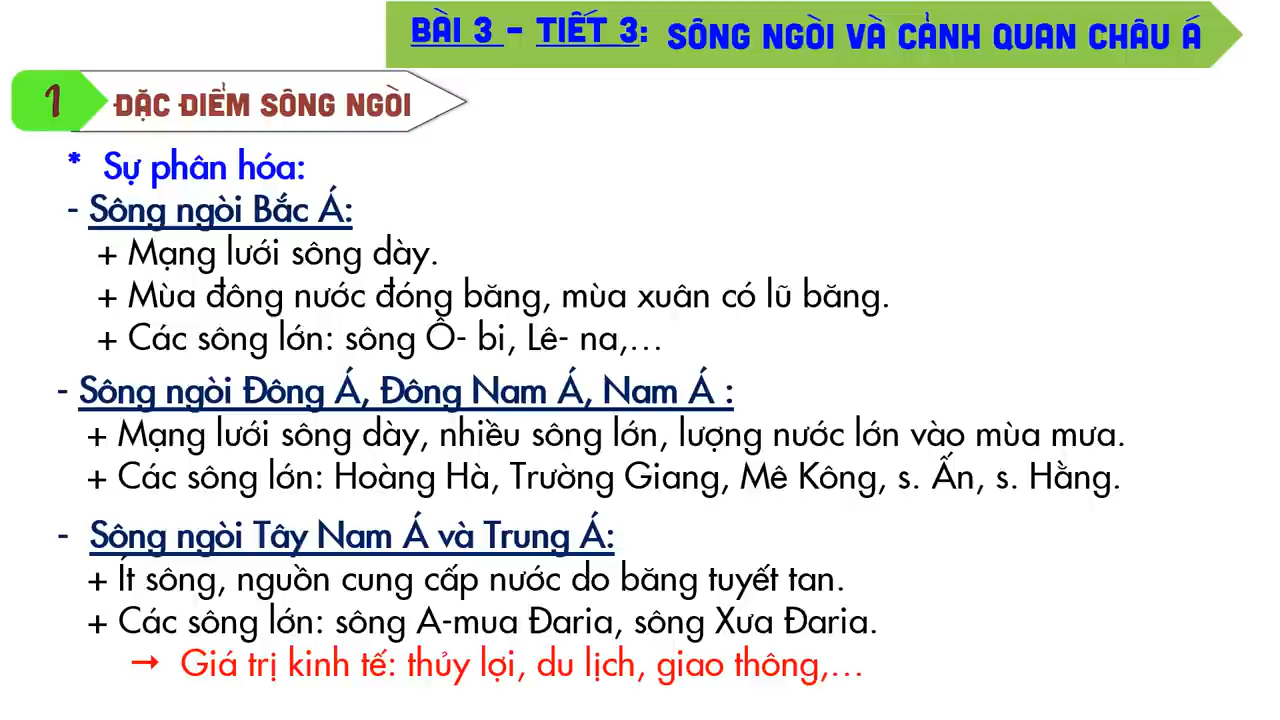 BÀI 3 - TIẾT 3: SÔNG NGÒI VÀ CẢNH QUAN CHÂU Á
1 ĐẶC ĐIỂM SÔNG NGÒI
* Sự phân hóa:
- Sông ngòi Bắc Á:
+ Mạng lưới sông dày.
+ Mùa đông nước đóng băng, mùa xuân có lũ băng.
+ Các sông lớn: sông Ô- bi, Lê- na,...
- Sông ngòi Đông Á, Đông Nam Á, Nam Á :
+ Mạng lưới sông dày, nhiều sông lớn, lượng nước lớn vào mùa mưa.
+ Các sông lớn: Hoàng Hà, Trường Giang, Mê Kông, s. Ấn, s. Hằng.
- Sông ngòi Tây Nam Á và Trung Á:
+ Ít sông, nguồn cung cấp nước do băng tuyết tan.
+ Các sông lớn: sông A-mua Đaria, sông Xưa Đaria.
→ Giá trị kinh tế: thủy lợi, du lịch, giao thông,...